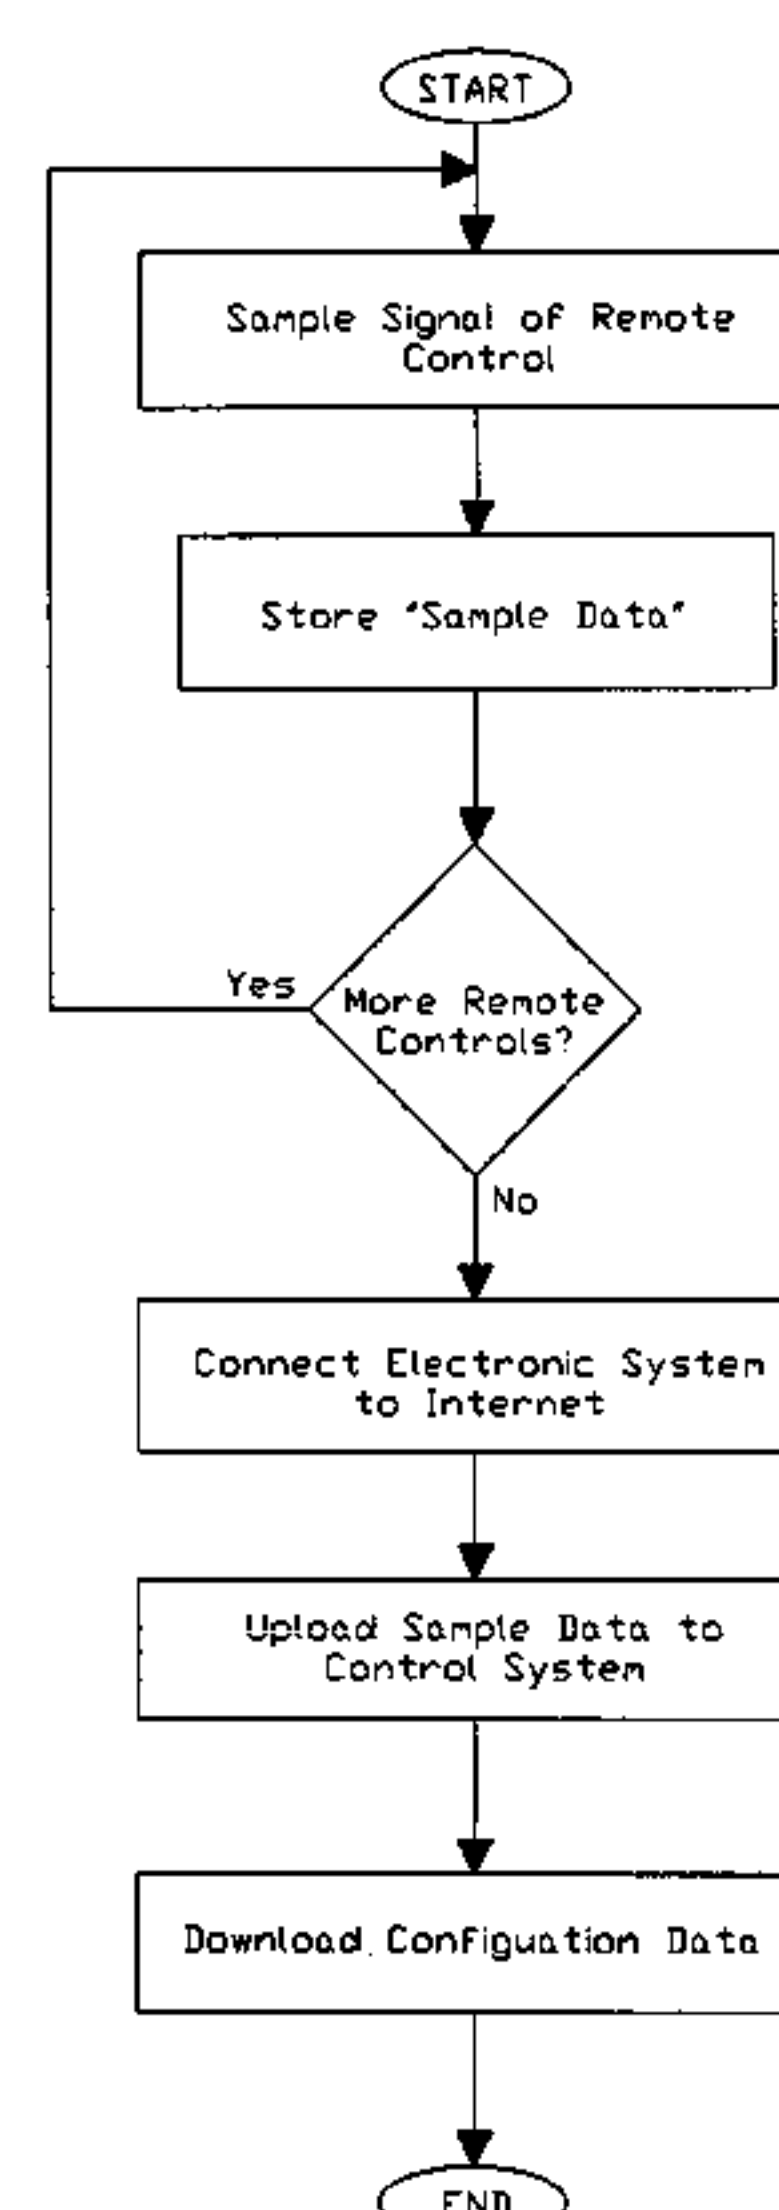 START
Sample Signal of Remote
Control
Store "Sample Data"
Yes
More Remote
Controls?
No
Connect Electronic System
to Internet
Upload Sample Data to
Control System
Download Configuation Data
END